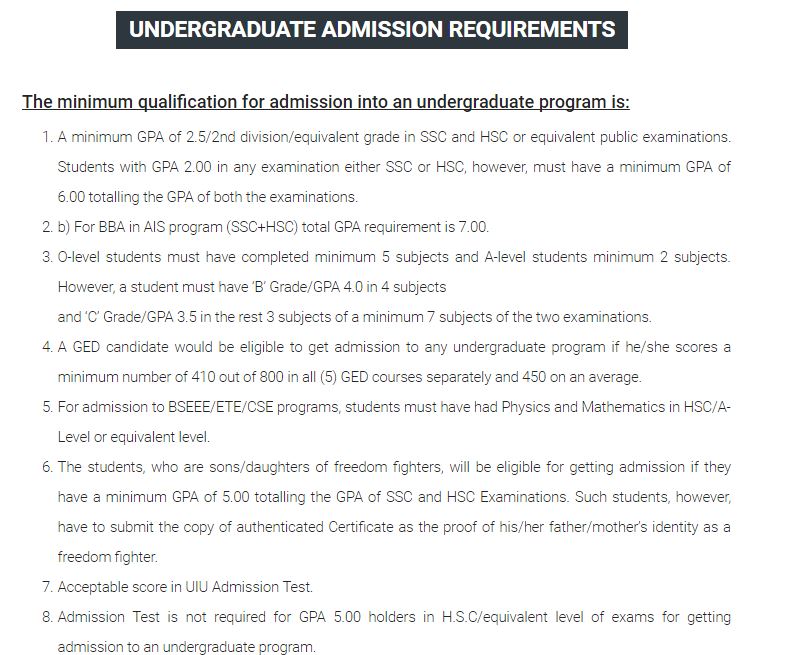 UNDERGRADUATE ADMISSION REQUIREMENTS
The minimum qualification for admission into an undergraduate program is:
1. A minimum GPA of 2.5/2nd division/equivalent grade in SSC and HSC or equivalent public examinations.
Students with GPA 2.00 in any examination either SSC or HSC, however, must have a minimum GPA of
6.00 totalling the GPA of both the examinations.
2. b) For BBA in AIS program (SSC+HSC) total GPA requirement is 7.00.
3. O-level students must have completed minimum 5 subjects and A-level students minimum 2 subjects.
However, a student must have ‘B’ Grade/GPA 4.0 in 4 subjects
and ‘C’ Grade/GPA 3.5 in the rest 3 subjects of a minimum 7 subjects of the two examinations.
4. A GED candidate would be eligible to get admission to any undergraduate program if he/she scores a
minimum number of 410 out of 800 in all (5) GED courses separately and 450 on an average.
5. For admission to BSEEE/ETE/CSE programs, students must have had Physics and Mathematics in HSC/A-
Level or equivalent level.
6. The students, who are sons/daughters of freedom fighters, will be eligible for getting admission if they
have a minimum GPA of 5.00 totalling the GPA of SSC and HSC Examinations. Such students, however,
have to submit the copy of authenticated Certificate as the proof of his/her father/mother’s identity as a
freedom fighter.
7. Acceptable score in UIU Admission Test.
8. Admission Test is not required for GPA 5.00 holders in H.S.C/equivalent level of exams for getting
admission to an undergraduate program.